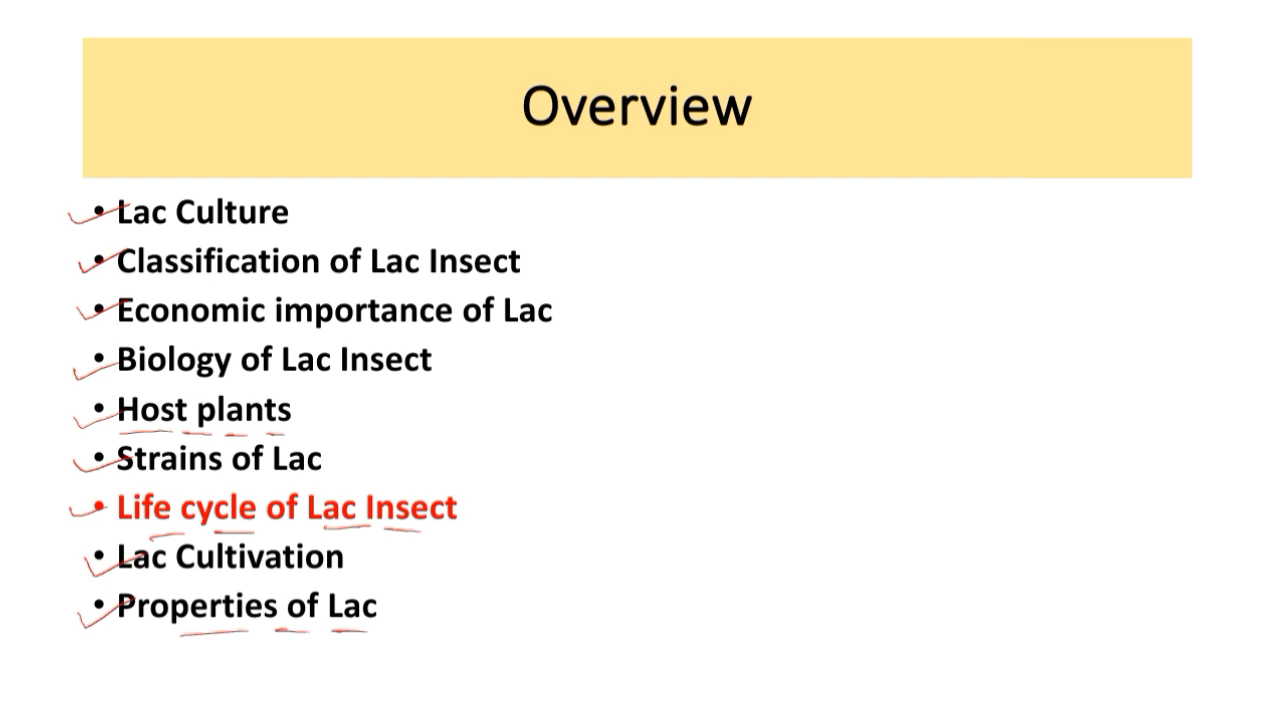 Overview
• Lac Culture
• Classification of Lac Insect
• Economic importance of Lac
• Biology of Lac Insect
• Host plants
• Strains of Lac
• Life cycle of Lac Insect
• Lac Cultivation
• Properties of Lac